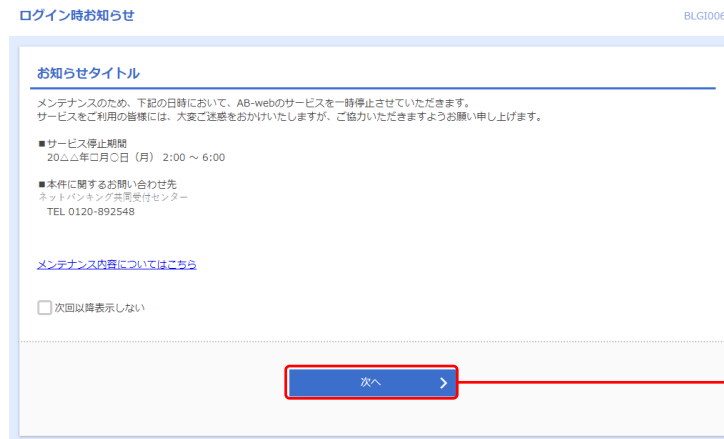 ログイン時お知らせ
BLGI006
お知らせタイトル
メンテナンスのため、下記の日時において、AB-webのサービスを一時停止させていただきます。
サービスをご利用の皆様には、大変ご迷惑をおかけいたしますが、ご協力いただきますようお願い申し上げます。
■サービス停止期間
20△△年□月○日（月） 2:00 ～ 6:00
■本件に関するお問い合わせ先
ネットバンキング共同受付センター
TEL 0120-892548
メンテナンス内容についてはこちら
次回以降表示しない
次へ